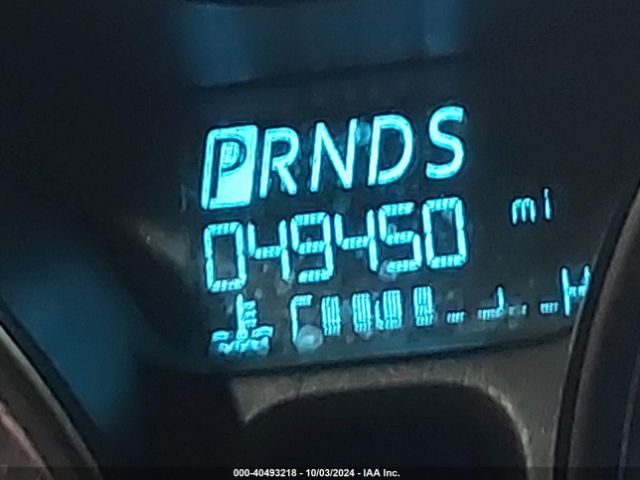 PRNDS
049450 mi
C H
000-40493218 - 10/03/2024 - IAA Inc.